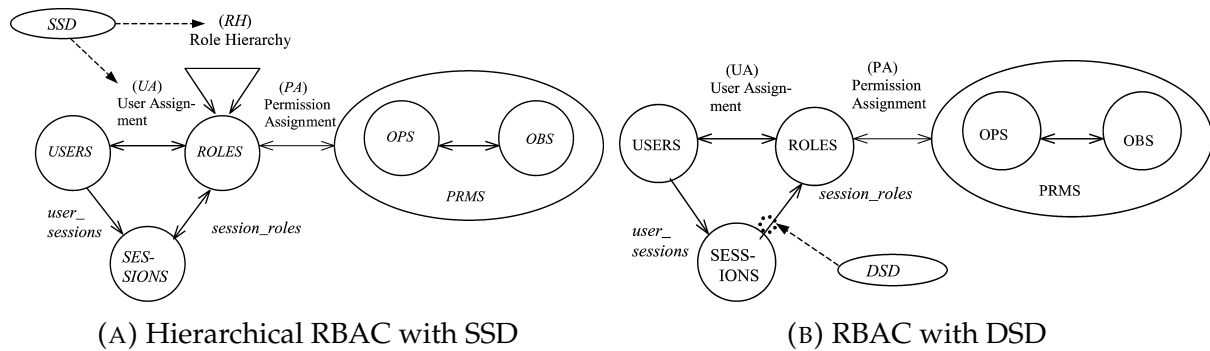 SSD
(RH)
Role Hierarchy
(UA)
User Assign-
ment
(PA)
Permission
Assignment
USERS
ROLES
OPS
OBS
PRMS
user_
sessions
session_roles
SES-
SIONS
(A) Hierarchical RBAC with SSD
(UA)
User Assign-
ment
(PA)
Permission
Assignment
USERS
ROLES
OPS
OBS
PRMS
session_roles
user_
sessions
SESS-
IONS
DSD
(B) RBAC with DSD